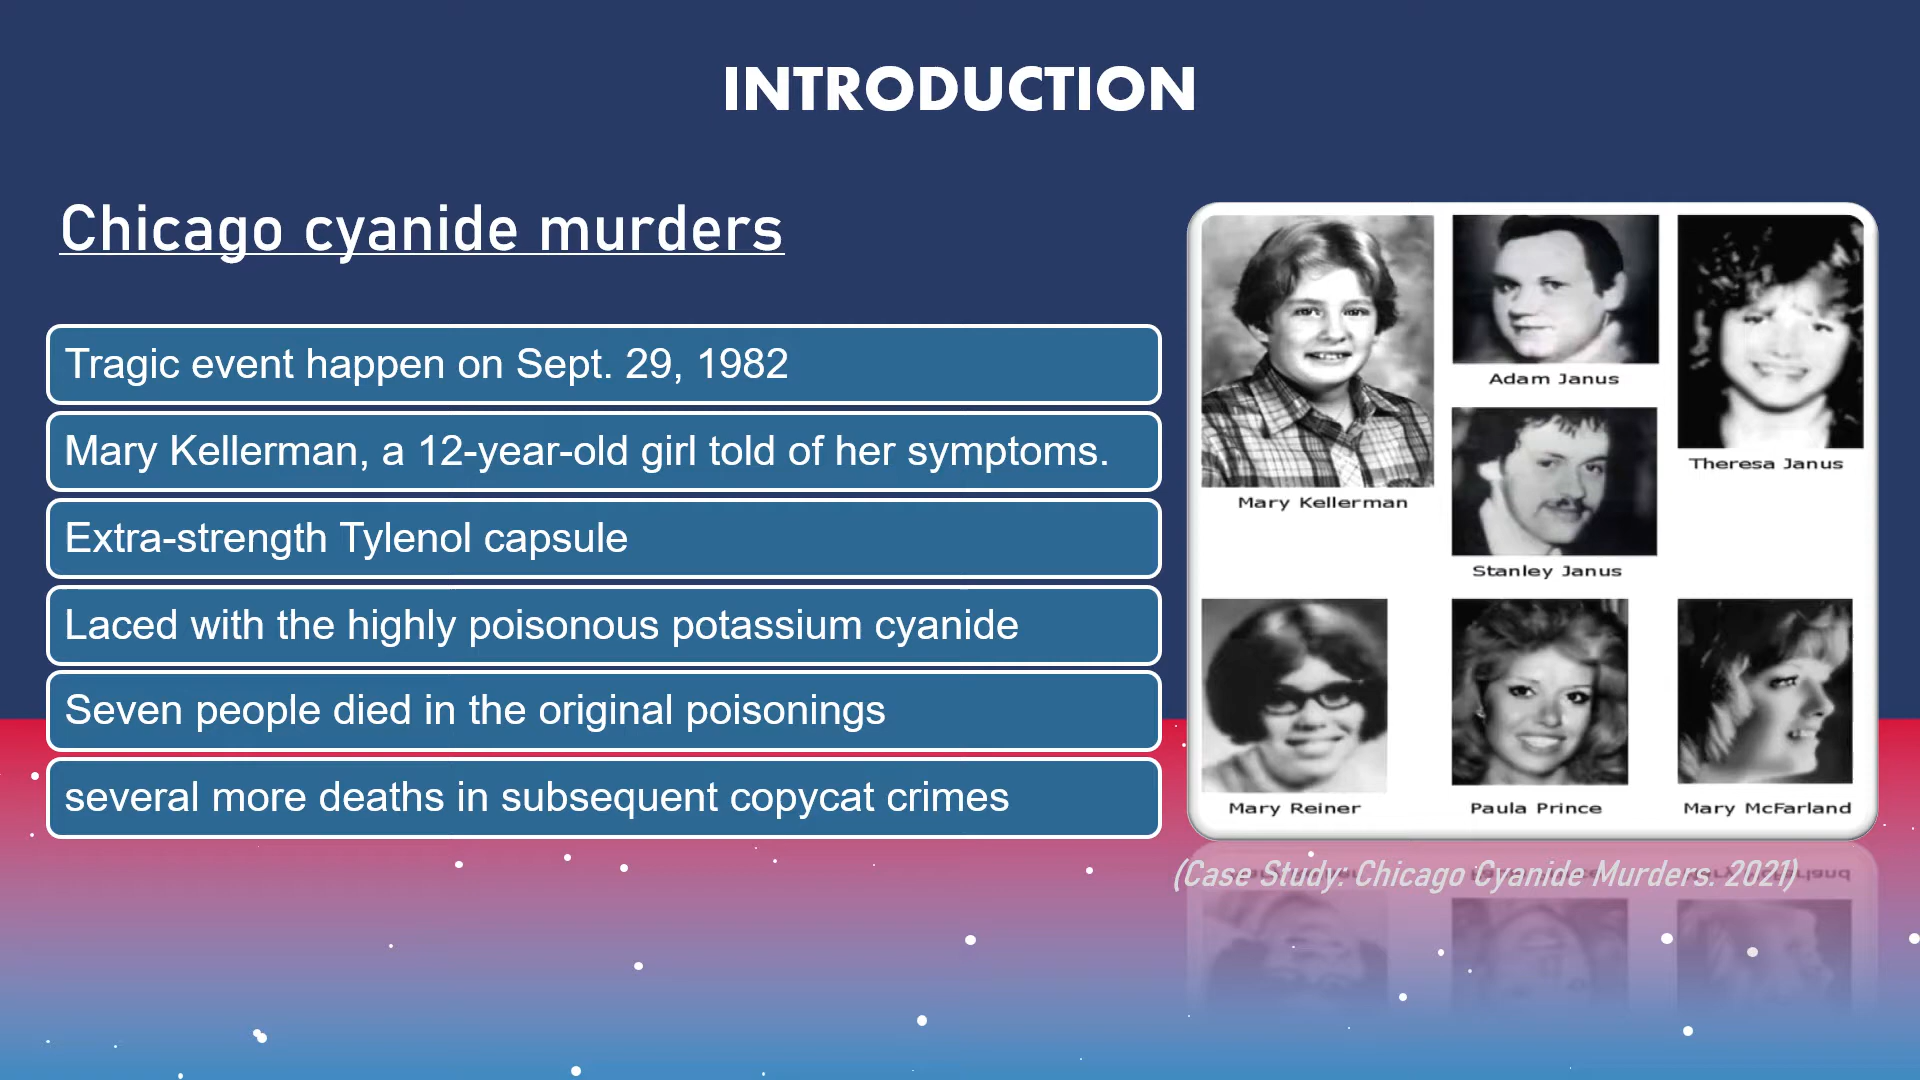 INTRODUCTION
Chicago cyanide murders
Tragic event happen on Sept. 29, 1982
Mary Kellerman, a 12-year-old girl told of her symptoms.
Extra-strength Tylenol capsule
Laced with the highly poisonous potassium cyanide
Seven people died in the original poisonings
several more deaths in subsequent copycat crimes
Mary Kellerman
Adam Janus
Theresa Janus
Stanley Janus
Mary Reiner
Paula Prince
Mary McFarland
(Case Study: Chicago Cyanide Murders. 2021)